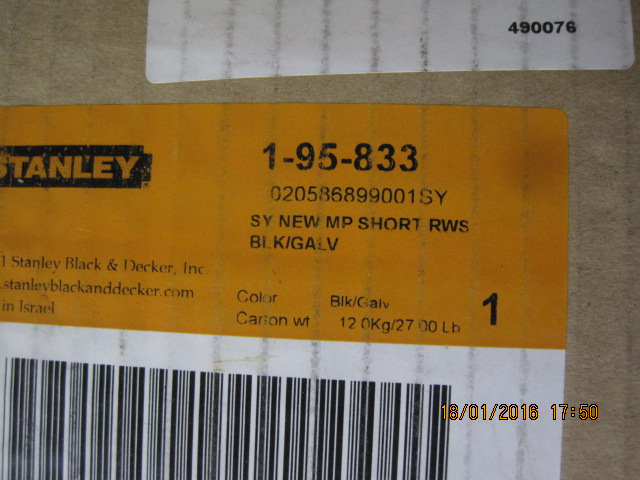 490076
STANLEY
1-95-833
020586899001SY
SY NEW MP SHORT RWS
BLK/GALV
1 Stanley Black & Decker, Inc.
.stanleyblackanddecker.com
in Israel
Color Blk/Galv
Carton wt 12.0Kg/27.00 Lb
1
18/01/2016 17:50